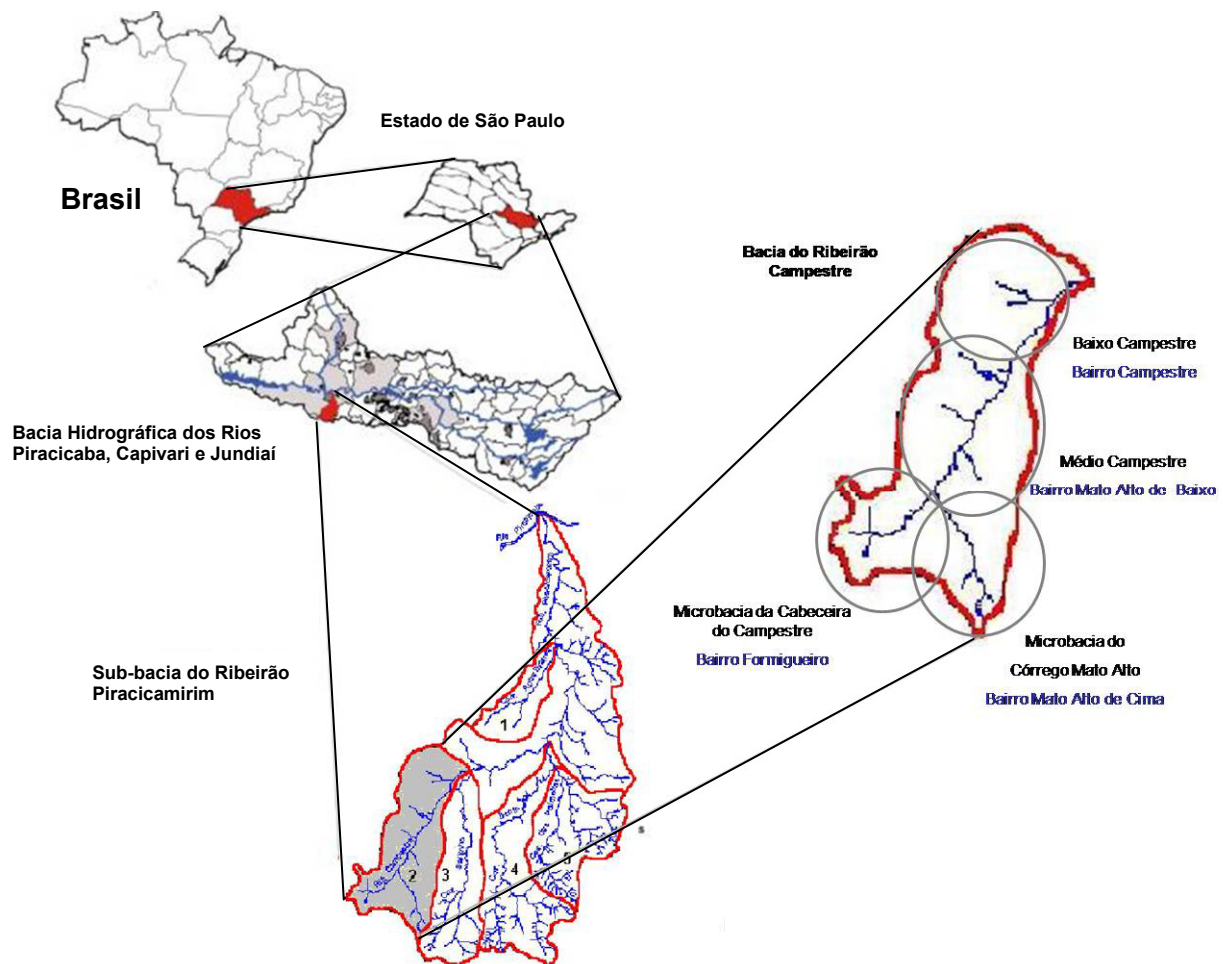 Estado de São Paulo
Brasil
Bacia do Ribeirão
Campestre
Baixo Campestre
Bairro Campestre
Bacia Hidrográfica dos Rios
Piracicaba, Capivari e Jundiaí
Médio Campestre
Bairro Mato Alto de Baixo
Microbacia da Cabeceira
do Campestre
Bairro Formigueiro
Microbacia do
Córrego Mato Alto
Bairro Mato Alto de Cima
Sub-bacia do Ribeirão
Piracicamirim
Rio
1
2
3
4
5
s